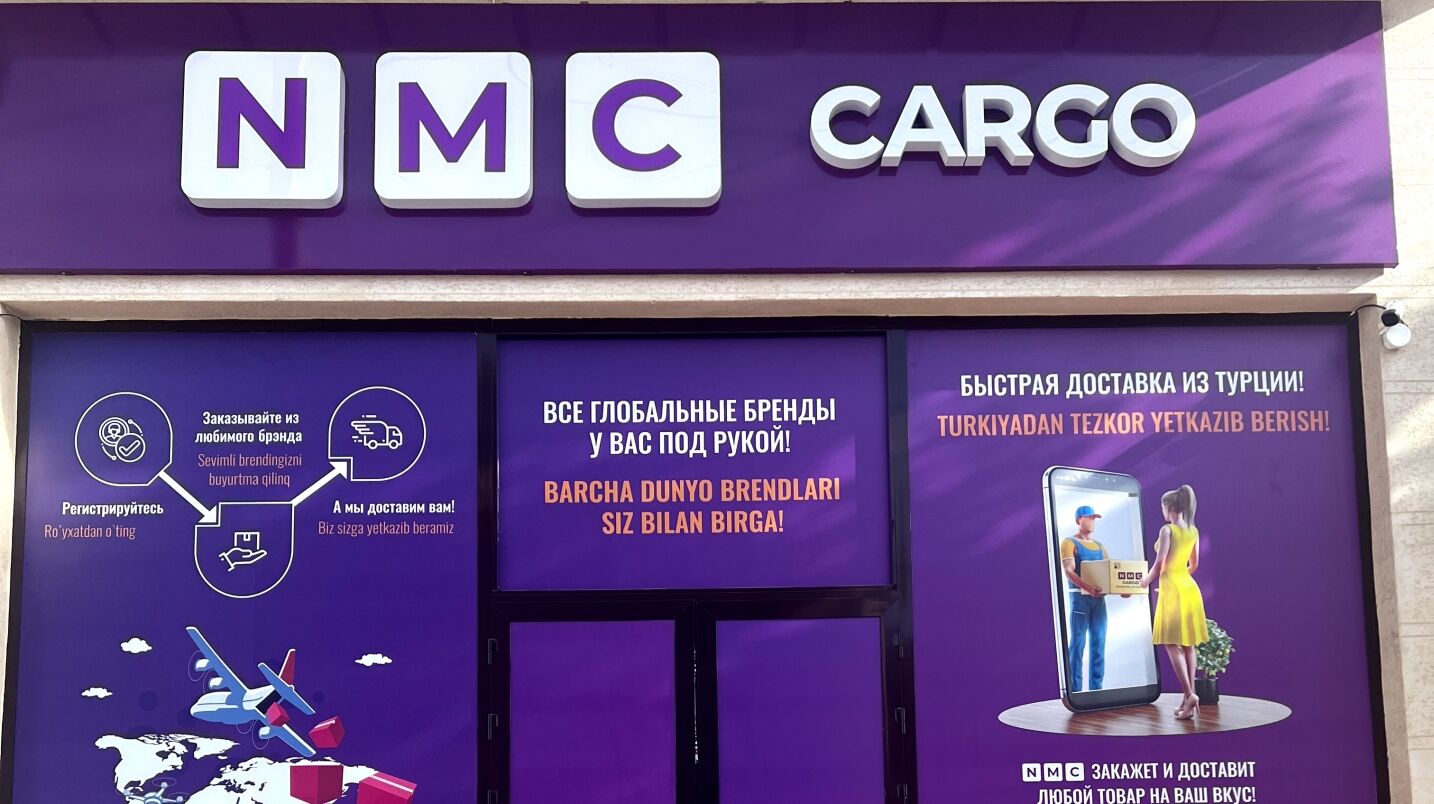 NMC CARGO
Заказывайте из
любимого брэнда
Sevimli brendingizni
buyurtma qiling
Регистрируйтесь
Ro`yxatdan o`ting
А мы доставим вам!
Biz sizga yetkazib beramiz
ВСЕ ГЛОБАЛЬНЫЕ БРЕНДЫ
У ВАС ПОД РУКОЙ!
BARCHA DUNYO BRENDLARI
SIZ BILAN BIRGA!
БЫСТРАЯ ДОСТАВКА ИЗ ТУРЦИИ!
TURKIYADAN TEZKOR YETKAZIB BERISH!
NMC
CARGO
NMC ЗАКАЖЕТ И ДОСТАВИТ
ЛЮБОЙ ТОВАР НА ВАШ ВКУС!